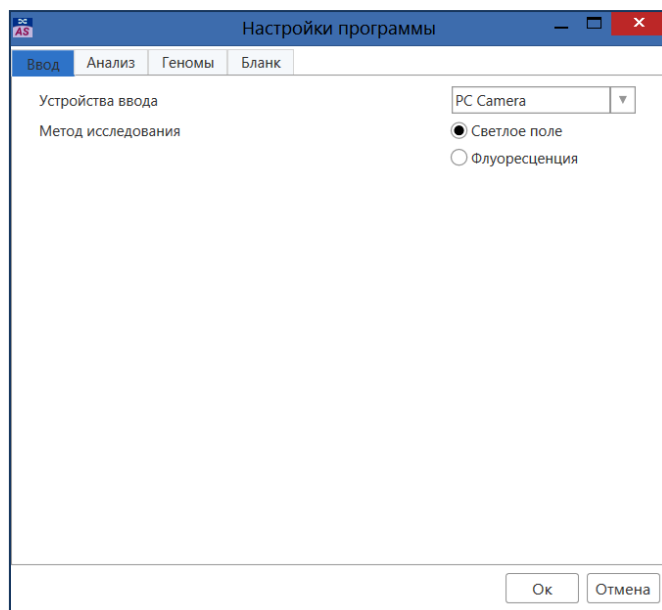 AS
Настройки программы
Ввод Анализ Геномы Бланк
Устройства ввода PC Camera
Метод исследования Светлое поле
Флуоресценция
Ок Отмена